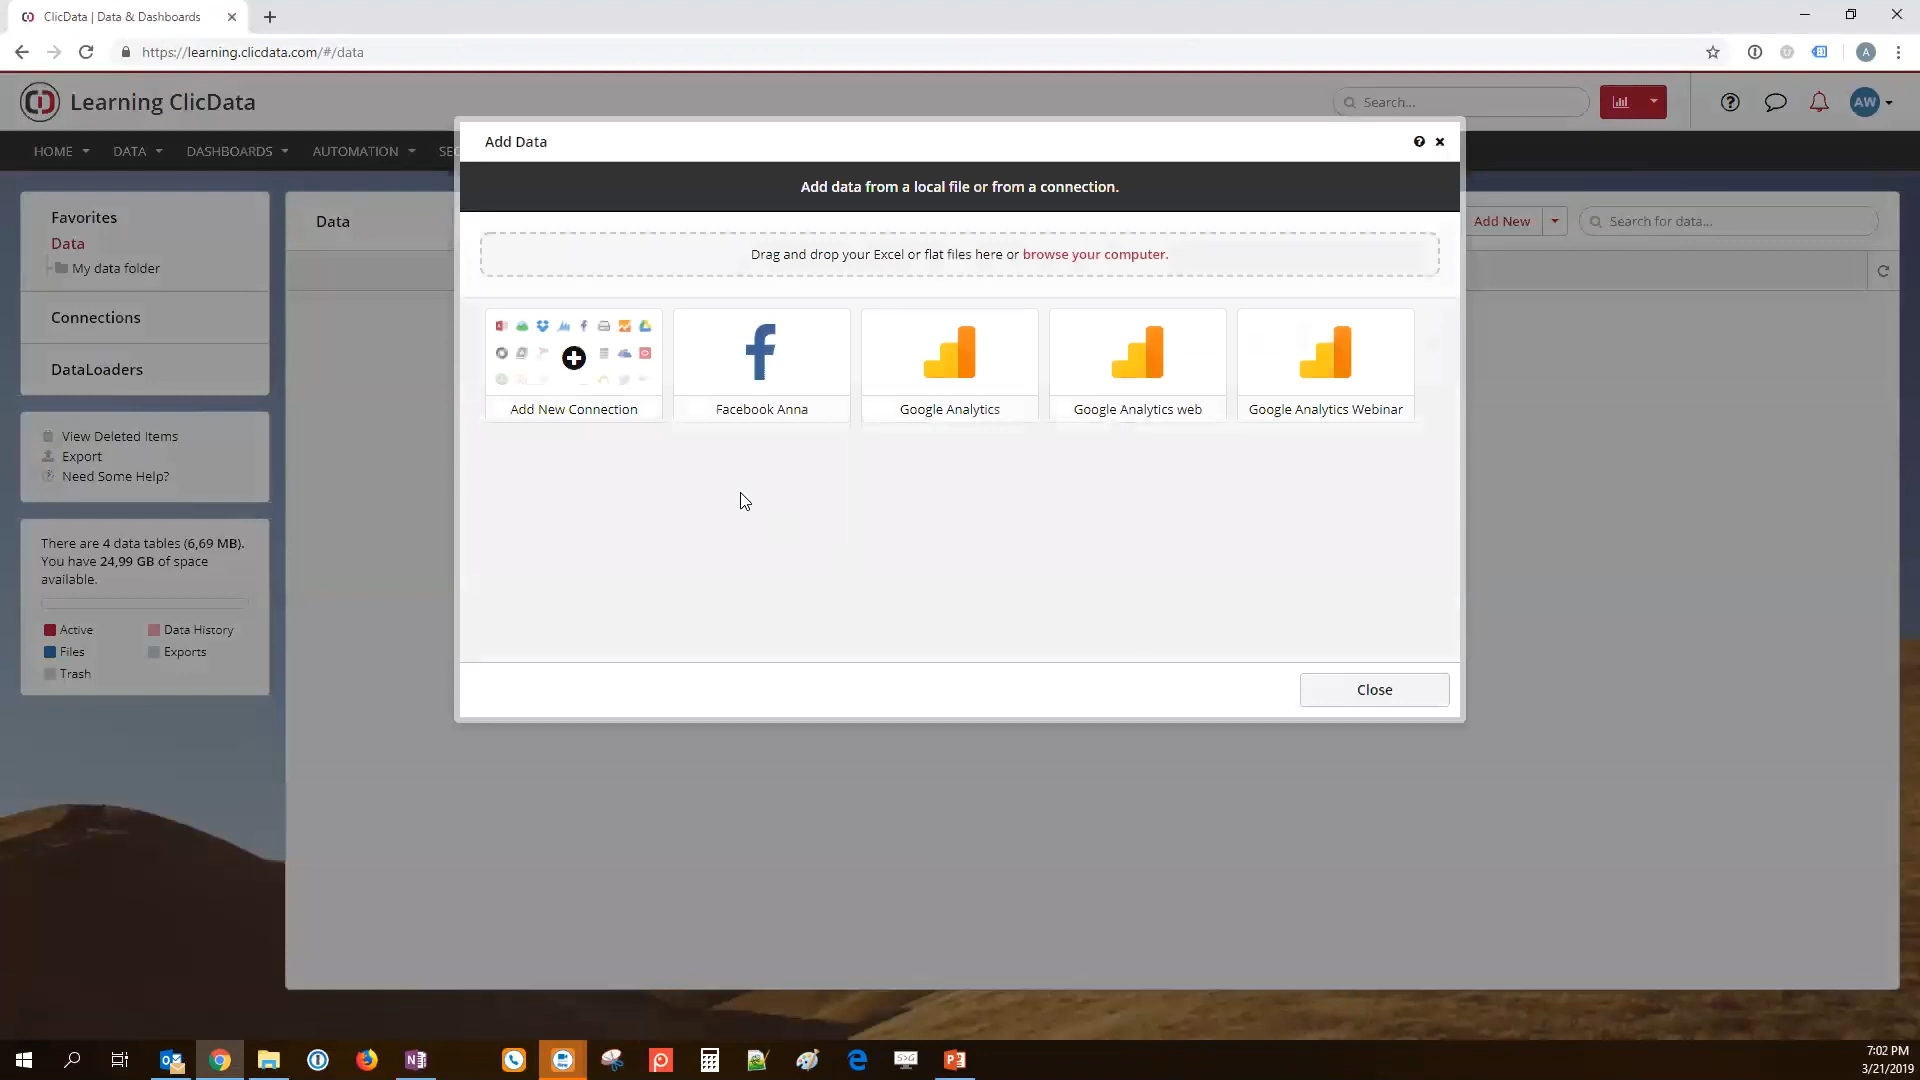 ClicData | Data & Dashboards
https://learning.clicdata.com/#/data
A
Learning ClicData
Search...
AW
HOME
DATA
DASHBOARDS
AUTOMATION
SEC
Add Data
Add data from a local file or from a connection.
Favorites
Data
My data folder
Connections
DataLoaders
Data
Add New
Search for data...
Drag and drop your Excel or flat files here or browse your computer.
Add New Connection
Facebook Anna
Google Analytics
Google Analytics web
Google Analytics Webinar
View Deleted Items
Export
Need Some Help?
There are 4 data tables (6,69 MB).
You have 24,99 GB of space
available.
Active
Data History
Files
Exports
Trash
Close
7:02 PM
3/21/2019